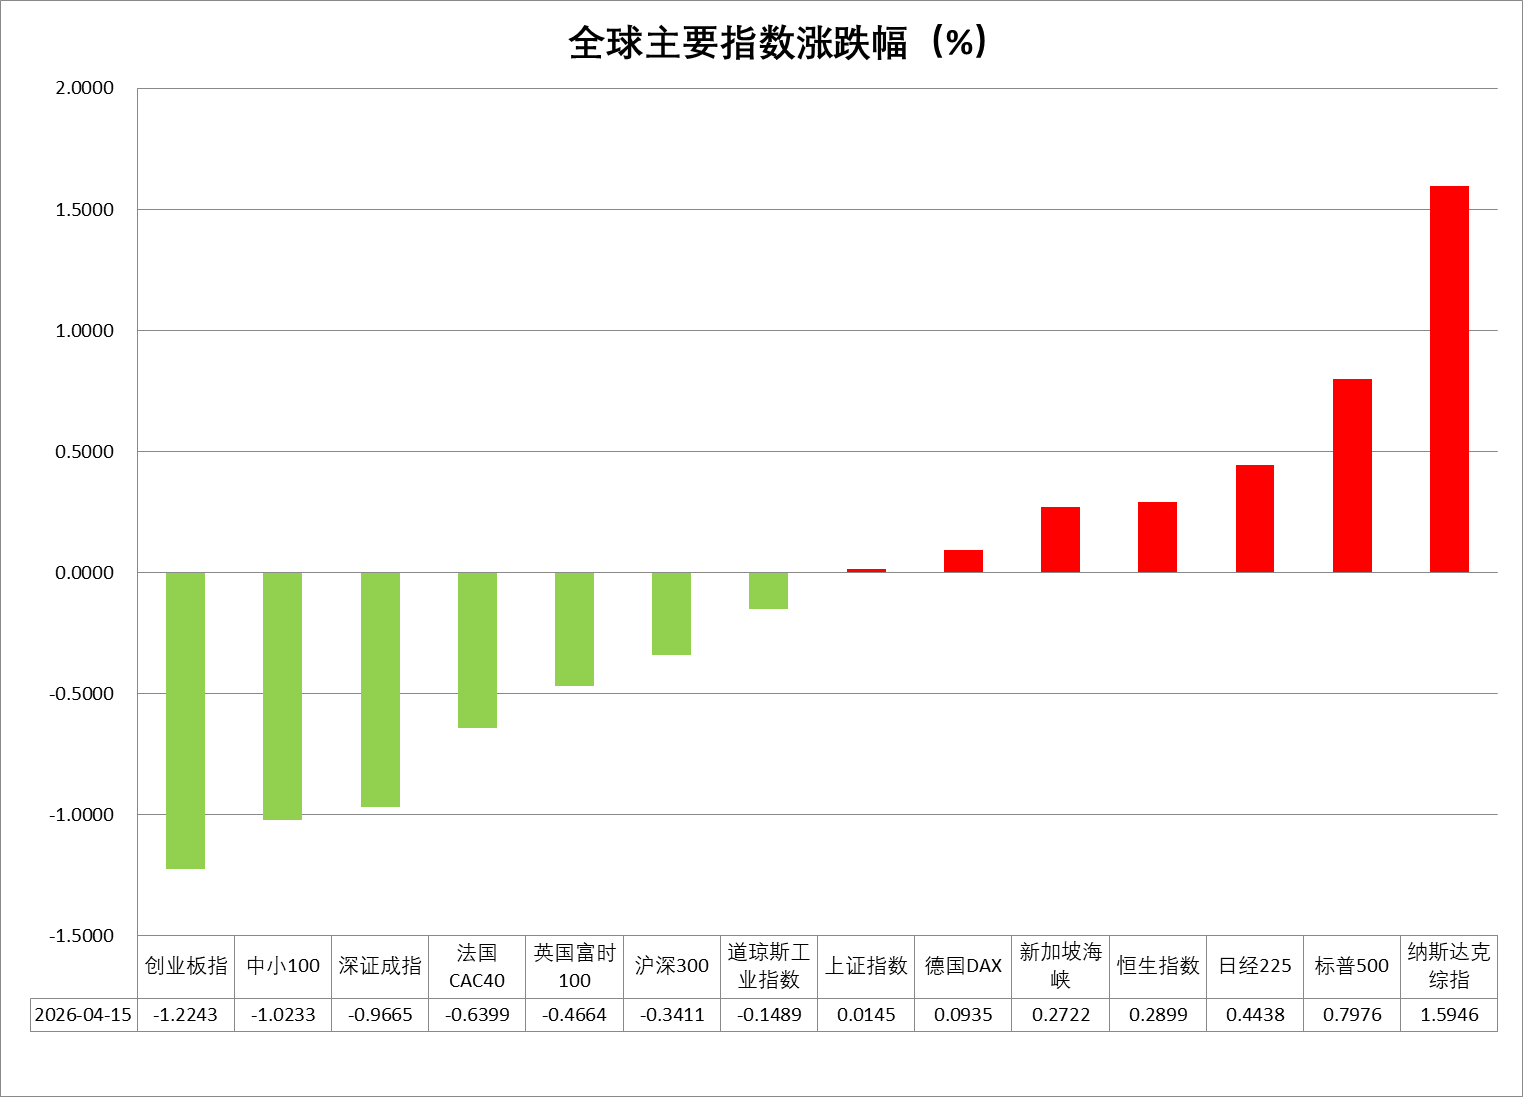 全球主要指数涨跌幅（%）
2.0000
1.5000
1.0000
0.5000
0.0000
-0.5000
-1.0000
-1.5000
创业板指
中小100
深证成指
法国
CAC40
英国富时
100
沪深300
道琼斯工
业指数
上证指数
德国DAX
新加坡海
峡
恒生指数
日经225
标普500
纳斯达克
综指
2026-04-15 -1.2243 -1.0233 -0.9665 -0.6399 -0.4664 -0.3411 -0.1489 0.0145 0.0935 0.2722 0.2899 0.4438 0.7976 1.5946